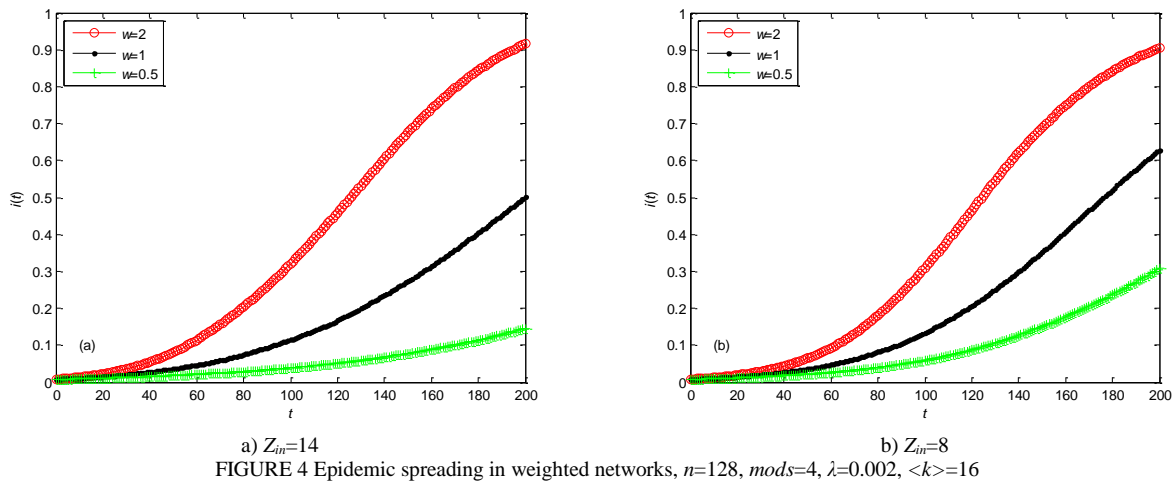 1
0.9
0.8
0.7
0.6
0.5
0.4
0.3
0.2
0.1
0
i(t)
w=2
w=1
w=0.5
(a)
0 20 40 60 80 100 120 140 160 180 200
t
a) Zin=14
1
0.9
0.8
0.7
0.6
0.5
0.4
0.3
0.2
0.1
0
i(t)
w=2
w=1
w=0.5
(b)
0 20 40 60 80 100 120 140 160 180 200
t
b) Zin=8
FIGURE 4 Epidemic spreading in weighted networks, n=128, mods=4, λ=0.002, <k>=16